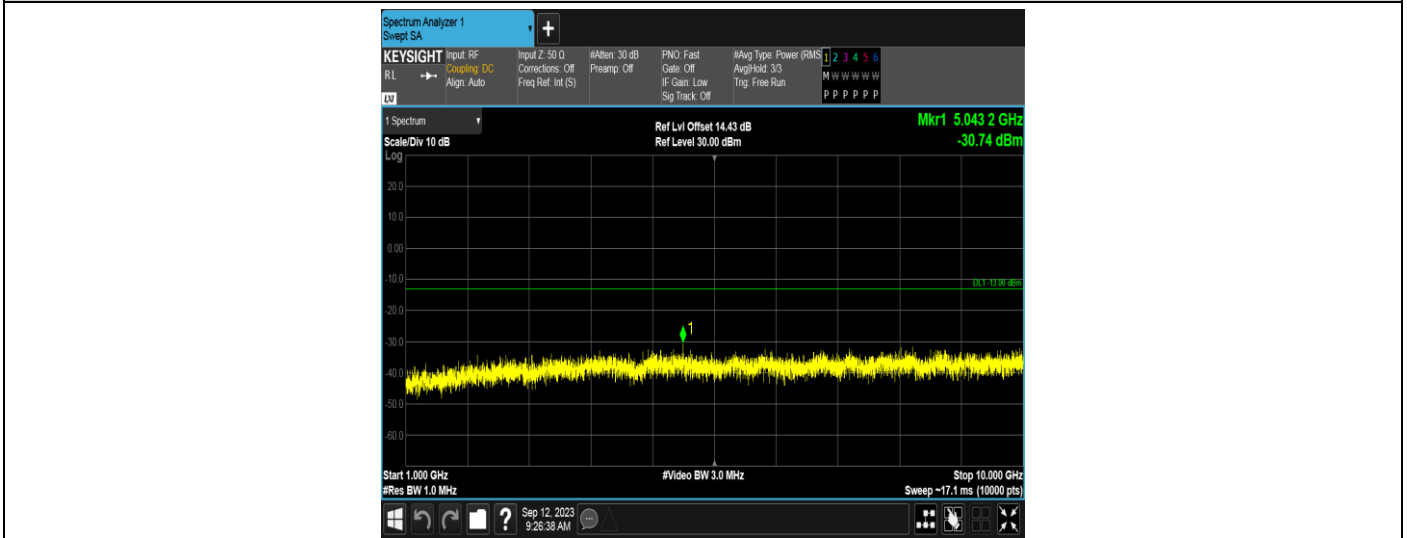 Spectrum Analyzer 1
Swept SA
+
KEYSIGHT
RL
LXI
Input: RF
Coupling: DC
Align: Auto
Input Z: 50 Ω
Corrections: Off
Freq Ref: Int (S)
#Atten: 30 dB
Preamp: Off
PNO: Fast
Gate: Off
IF Gain: Low
Sig Track: Off
#Avg Type: Power (RMS
Avg|Hold: 3/3
Trig: Free Run
1 2 3 4 5 6
M W W W W W
P P P P P P
1 Spectrum
Scale/Div 10 dB
Ref Lvl Offset 14.43 dB
Ref Level 30.00 dBm
Mkr1 5.043 2 GHz
-30.74 dBm
Log
20.0
10.0
0.00
-10.0
DL1 -13.00 dBm
-20.0
1
-30.0
-40.0
-50.0
-60.0
Start 1.000 GHz
#Video BW 3.0 MHz
Stop 10.000 GHz
#Res BW 1.0 MHz
Sweep ~17.1 ms (10000 pts)
?
Sep 12, 2023
9:26:38 AM